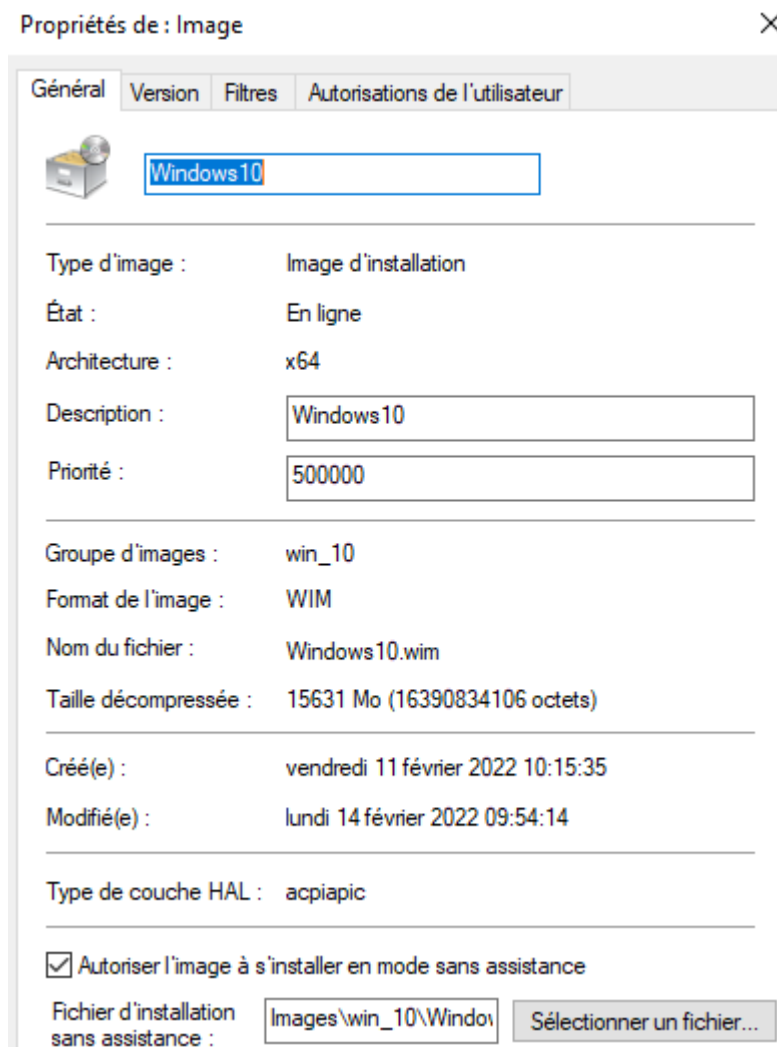 Propriétés de : Image
Général Version Filtres Autorisations de l'utilisateur
Windows10
Type d'image : Image d'installation
État : En ligne
Architecture : x64
Description : Windows10
Priorité : 500000
Groupe d'images : win_10
Format de l'image : WIM
Nom du fichier : Windows10.wim
Taille décompressée : 15631 Mo (16390834106 octets)
Créé(e) : vendredi 11 février 2022 10:15:35
Modifié(e) : lundi 14 février 2022 09:54:14
Type de couche HAL : acpiapic
Autoriser l'image à s'installer en mode sans assistance
Fichier d'installation
sans assistance : Images\win_10\Window Sélectionner un fichier...